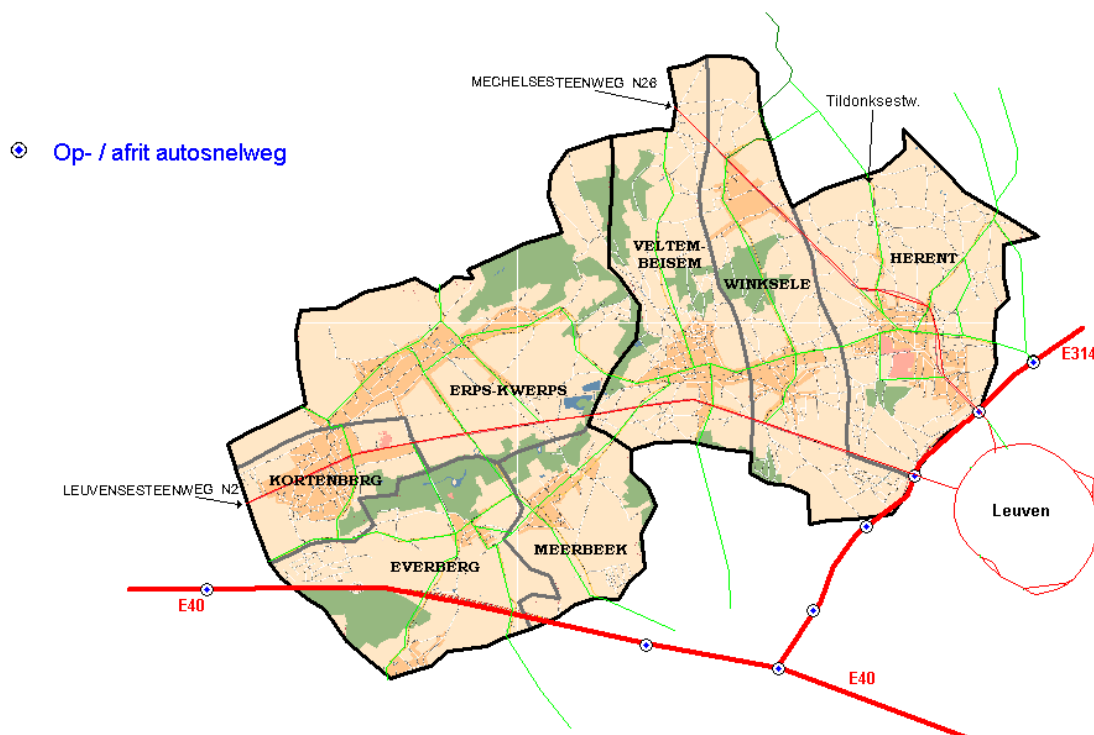 MECHELSESTEENWEG N26
Tildonksestw.
Op- / afrit autosnelweg
VELTEM-
BEISEM
HERENT
WINKSELE
E314
ERPS-KWERPS
KORTENBERG
LEUVENSESTEENWEG N2
Leuven
MEERBEEK
EVERBERG
E40
E40